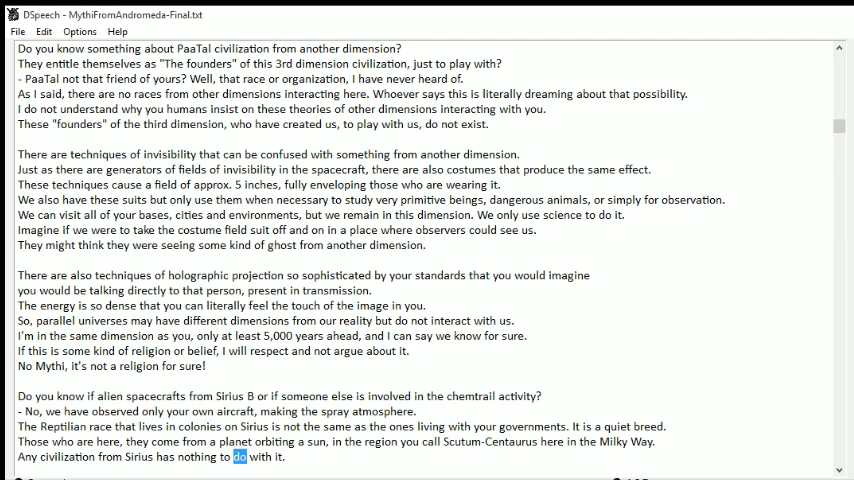 DSpeech - MythiFromAndromeda-Final.txt
File Edit Options Help
Do you know something about PaaTal civilization from another dimension?
They entitle themselves as "The founders" of this 3rd dimension civilization, just to play with?
- PaaTal not that friend of yours? Well, that race or organization, I have never heard of.
As I said, there are no races from other dimensions interacting here. Whoever says this is literally dreaming about that possibility.
I do not understand why you humans insist on these theories of other dimensions interacting with you.
These "founders" of the third dimension, who have created us, to play with us, do not exist.
There are techniques of invisibility that can be confused with something from another dimension.
Just as there are generators of fields of invisibility in the spacecraft, there are also costumes that produce the same effect.
These techniques cause a field of approx. 5 inches, fully enveloping those who are wearing it.
We also have these suits but only use them when necessary to study very primitive beings, dangerous animals, or simply for observation.
We can visit all of your bases, cities and environments, but we remain in this dimension. We only use science to do it.
Imagine if we were to take the costume field suit off and on in a place where observers could see us.
They might think they were seeing some kind of ghost from another dimension.
There are also techniques of holographic projection so sophisticated by your standards that you would imagine
you would be talking directly to that person, present in transmission.
The energy is so dense that you can literally feel the touch of the image in you.
So, parallel universes may have different dimensions from our reality but do not interact with us.
I'm in the same dimension as you, only at least 5,000 years ahead, and I can say we know for sure.
If this is some kind of religion or belief, I will respect and not argue about it.
No Mythi, it's not a religion for sure!
Do you know if alien spacecrafts from Sirius B or if someone else is involved in the chemtrail activity?
- No, we have observed only your own aircraft, making the spray atmosphere.
The Reptilian race that lives in colonies on Sirius is not the same as the ones living with your governments. It is a quiet breed.
Those who are here, they come from a planet orbiting a sun, in the region you call Scutum-Centaurus here in the Milky Way.
Any civilization from Sirius has nothing to do with it.